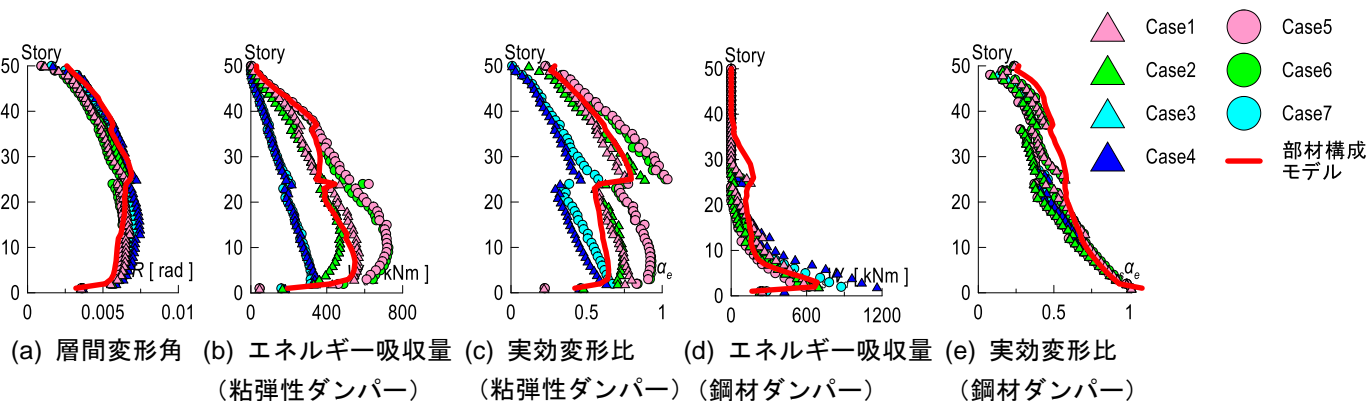 Story
50
40
30
20
10
0
R [ rad ]
0
0.005
0.01
(a) 層間変形角
Story
50
40
30
20
10
0
kNm ]
0
400
800
(b) エネルギー吸収量
(粘弾性ダンパー)
Story
50
40
30
20
10
0
αe
0
0.5
1
(c) 実効変形比
(粘弾性ダンパー)
Story
50
40
30
20
10
0
[ kNm ]
0
600
1200
(d) エネルギー吸収量
(鋼材ダンパー)
Story
50
40
30
20
10
0
αe
0
0.5
1
(e) 実効変形比
(鋼材ダンパー)
Case1
Case2
Case3
Case4
Case5
Case6
Case7
部材構成
モデル